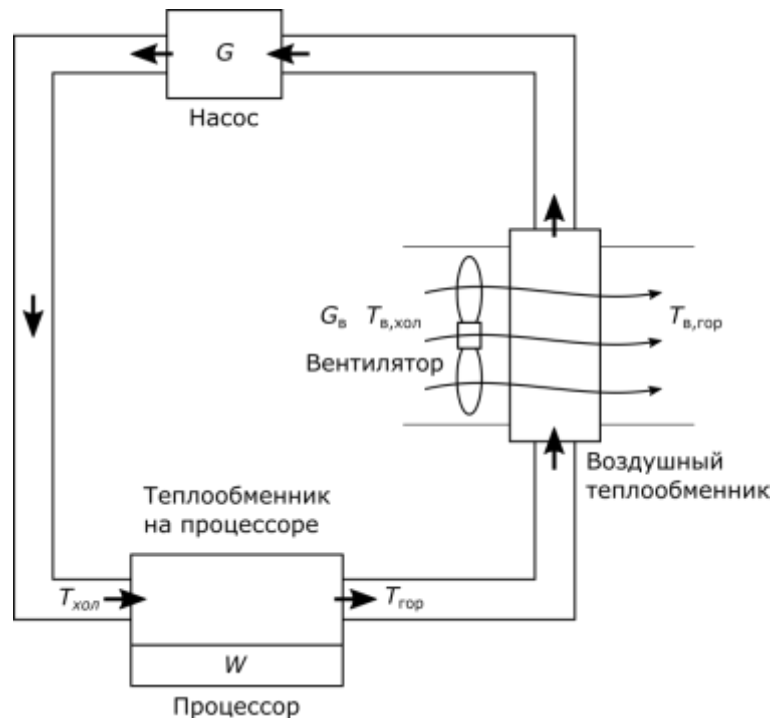 G
Насос
Gв Tв,хол
Tв,гор
Вентилятор
Воздушный
теплообменник
Теплообменник
на процессоре
Tхол
Tгор
W
Процессор